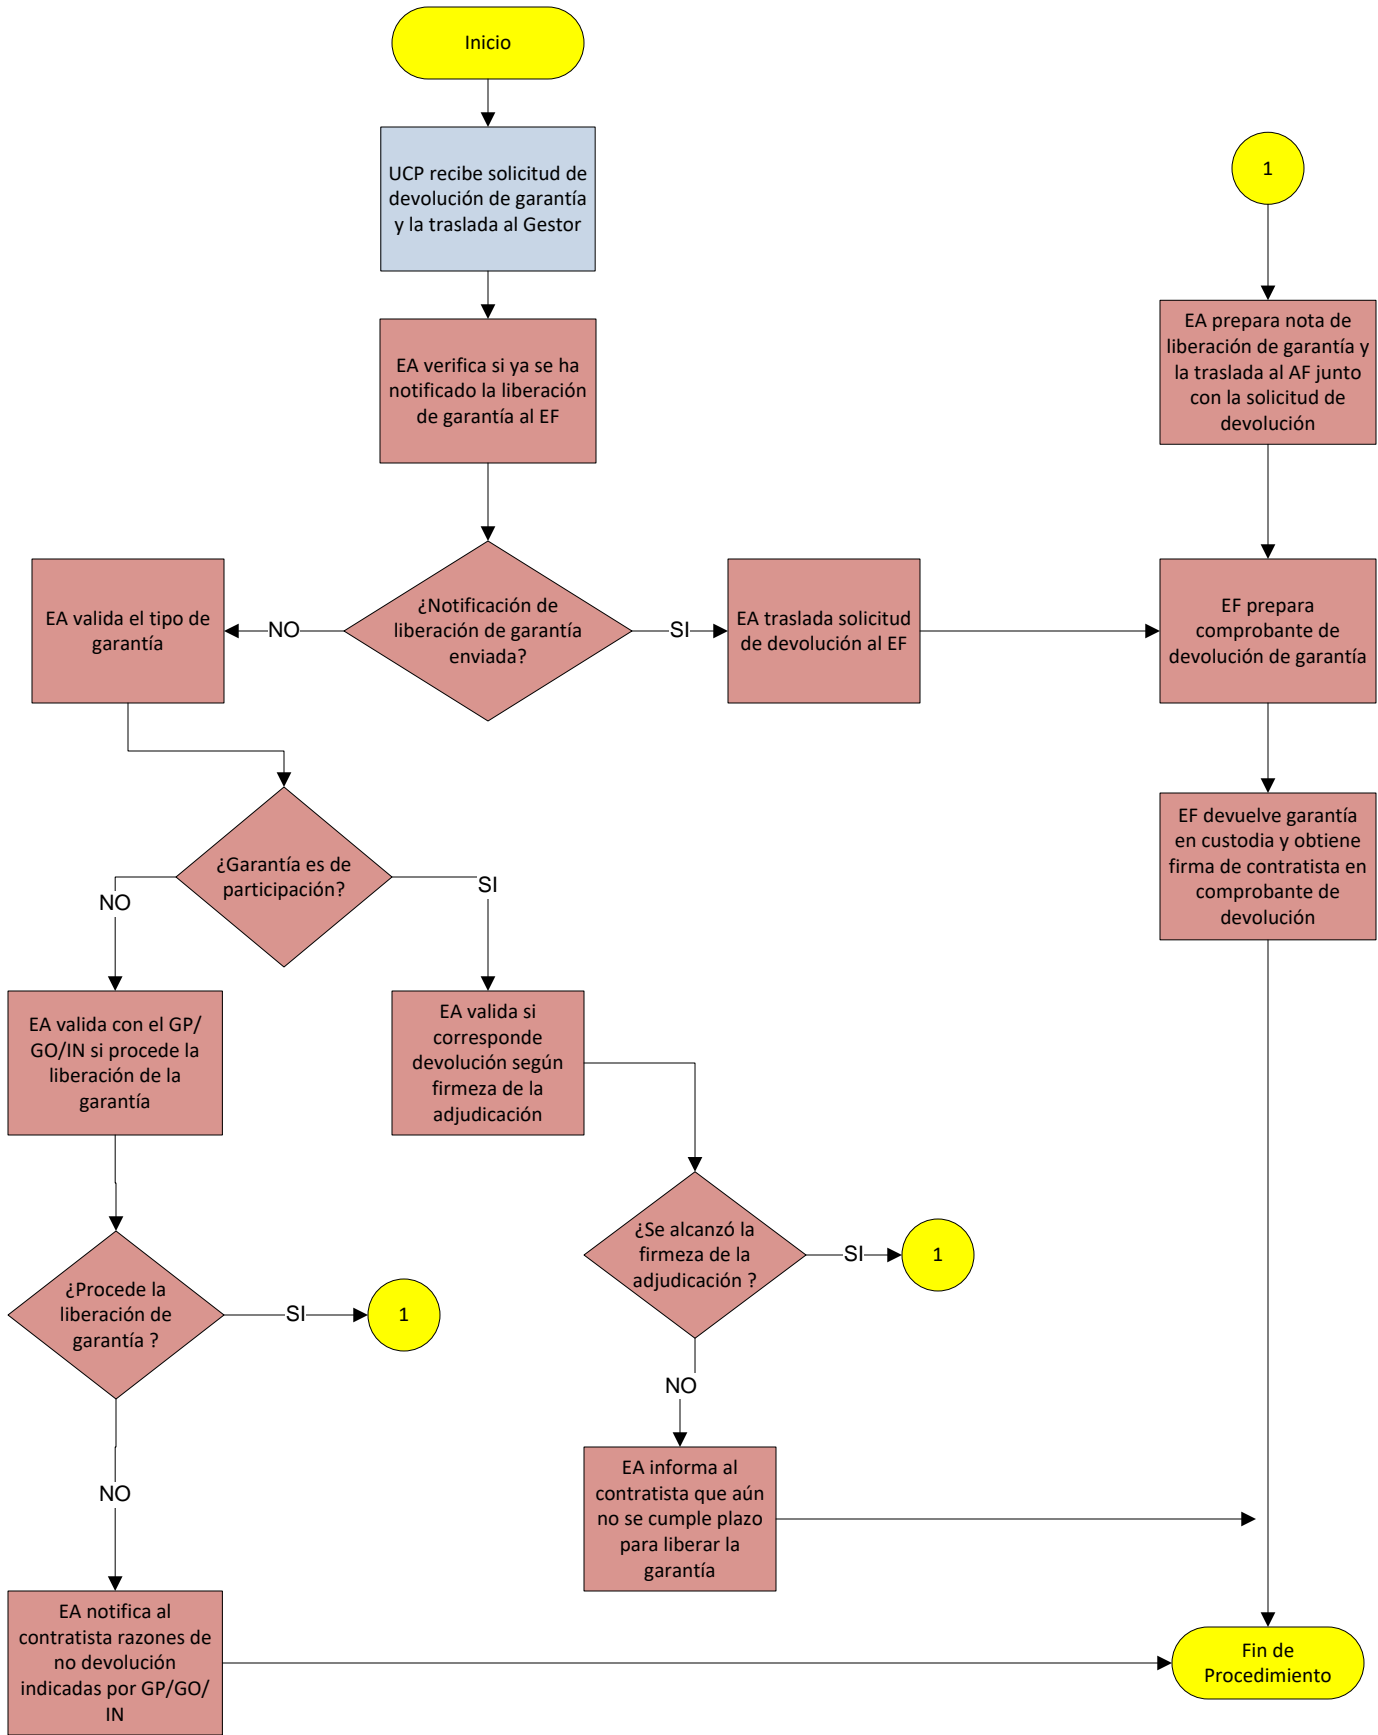 Inicio
UCP recibe solicitud de
devolución de garantía
y la traslada al Gestor
1
EA verifica si ya se ha
notificado la liberación
de garantía al EF
EA prepara nota de
liberación de garantía y
la traslada al AF junto
con la solicitud de
devolución
EA valida el tipo de
garantía
NO
¿Notificación de
liberación de garantía
enviada?
SI
EA traslada solicitud
de devolución al EF
EF prepara
comprobante de
devolución de garantía
¿Garantía es de
participación?
NO
SI
EF devuelve garantía
en custodia y obtiene
firma de contratista en
comprobante de
devolución
EA valida con el GP/
GO/IN si procede la
liberación de la
garantía
EA valida si
corresponde
devolución según
firmeza de la
adjudicación
¿Se alcanzó la
firmeza de la
adjudicación ?
SI
1
¿Procede la
liberación de
garantía ?
SI
1
NO
NO
EA informa al
contratista que aún
no se cumple plazo
para liberar la
garantía
EA notifica al
contratista razones de
no devolución
indicadas por GP/GO/
IN
Fin de
Procedimiento